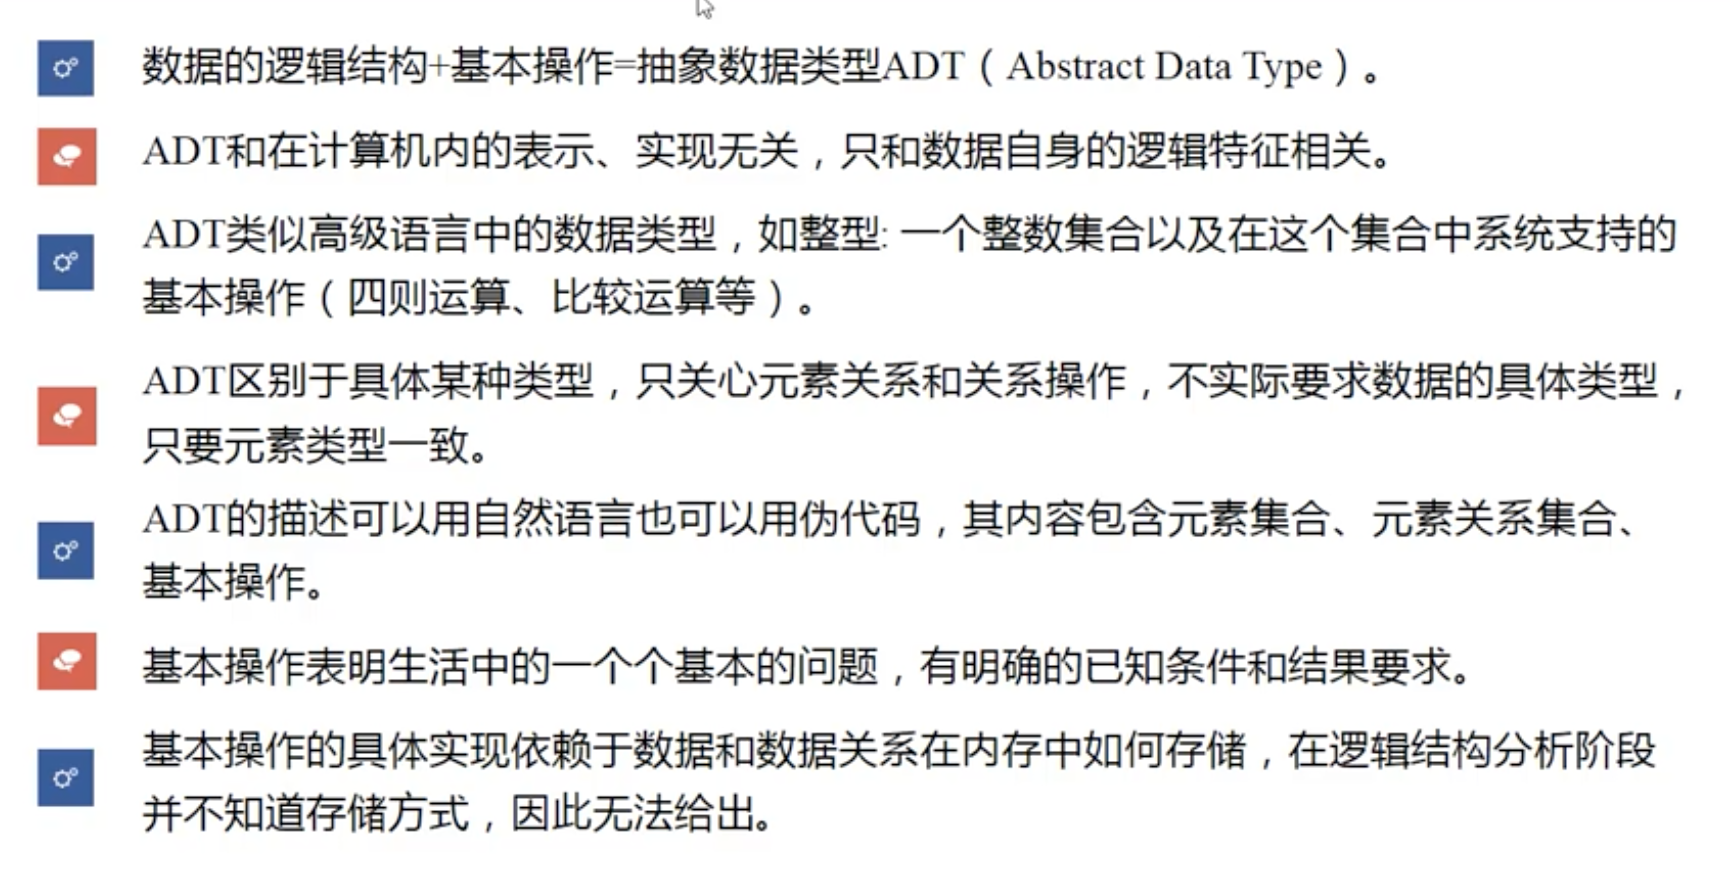 数据的逻辑结构+基本操作=抽象数据类型ADT（Abstract Data Type）。
ADT和在计算机内的表示、实现无关，只和数据自身的逻辑特征相关。
ADT类似高级语言中的数据类型，如整型: 一个整数集合以及在这个集合中系统支持的
基本操作（四则运算、比较运算等）。
ADT区别于具体某种类型，只关心元素关系和关系操作，不实际要求数据的具体类型，
只要元素类型一致。
ADT的描述可以用自然语言也可以用伪代码，其内容包含元素集合、元素关系集合、
基本操作。
基本操作表明生活中的一个个基本的问题，有明确的已知条件和结果要求。
基本操作的具体实现依赖于数据和数据关系在内存中如何存储，在逻辑结构分析阶段
并不知道存储方式，因此无法给出。